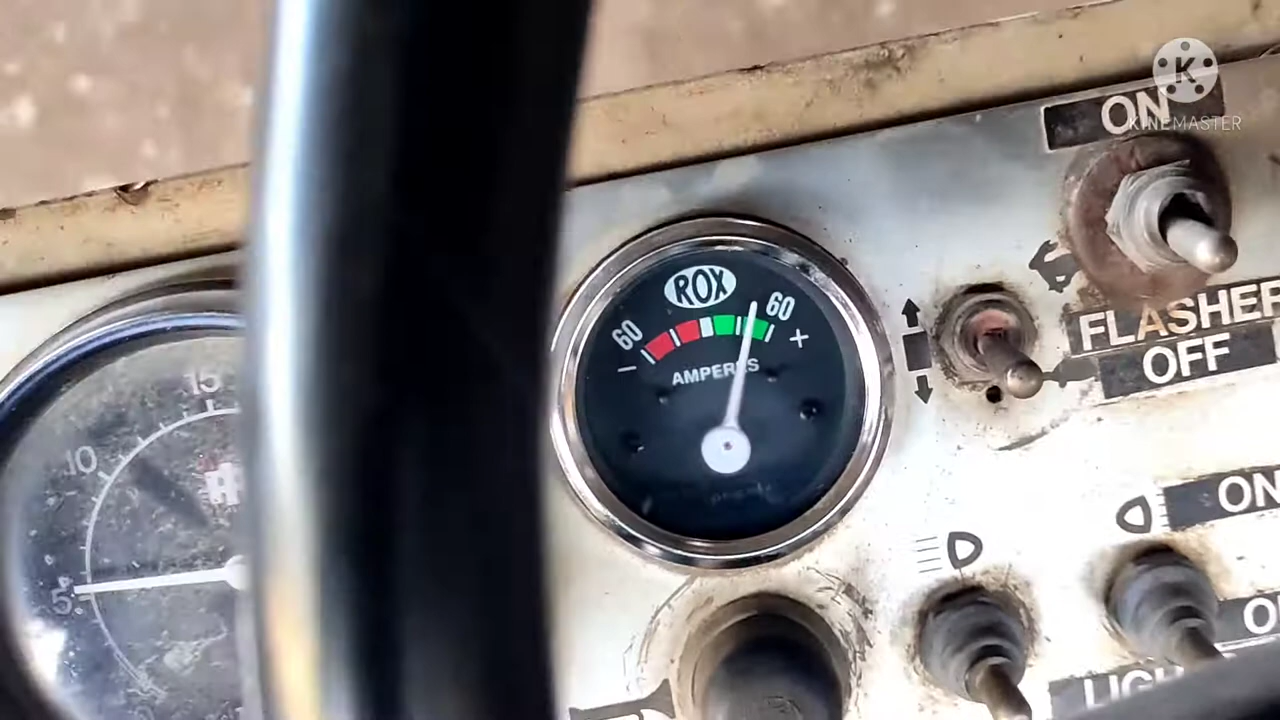 ON
KINEMASTER
ROX
60
60
- +
AMPERES
FLASHER
OFF
15
10
5
ON